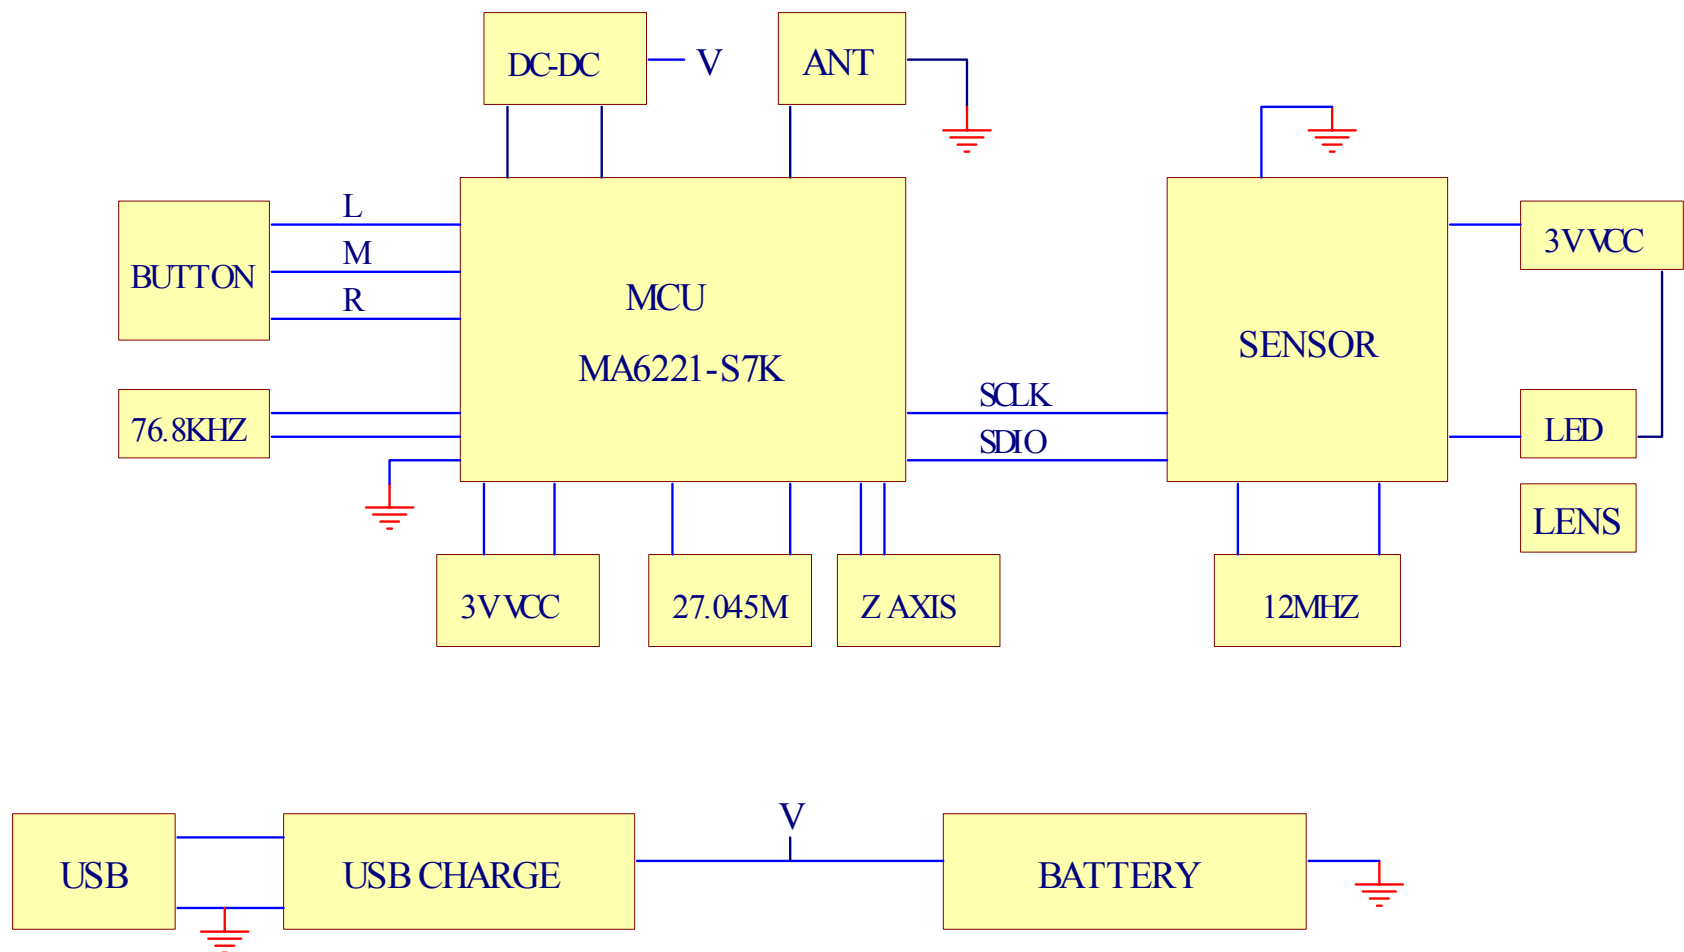 DC-DC
V
ANT
L
M
R
BUTTON
MCU
MA6221-S7K
SENSOR
3V VCC
76.8KHZ
SCLK
SDIO
LED
LENS
3V VCC
27.045M
Z AXIS
12MHZ
V
USB
USB CHARGE
BATTERY